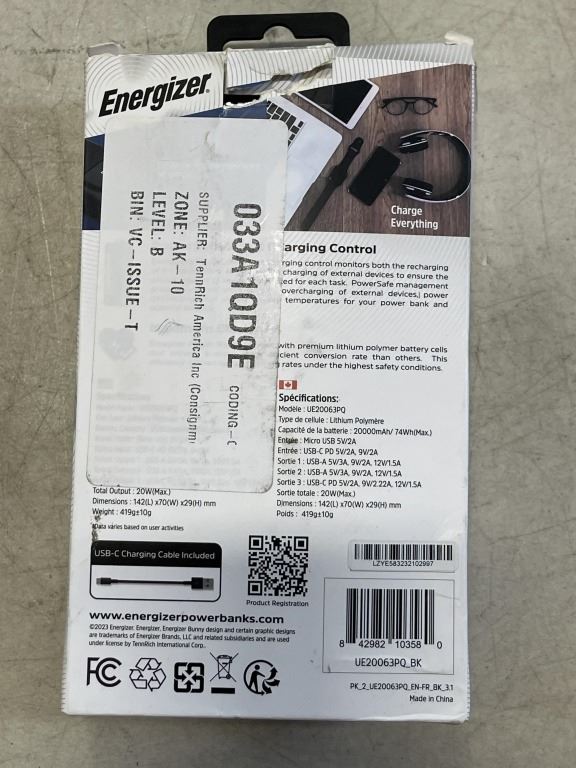 Energizer.
Charge
Everything
033A1QD9E
CODING-C
SUPPLIER: TennRich America Inc (Consignm
ZONE: AK-10
LEVEL: B
BIN: VC-ISSUE-T
arging Control
rging control monitors both the recharging
charging of external devices to ensure the
ed for each task. PowerSafe management
overcharging of external devices, power
temperatures for your power bank and
with premium lithium polymer battery cells
cient conversion rate than others. This
rates under the highest safety conditions.
Spécifications:
Modèle : UE20063PQ
Type de cellule : Lithium Polymère
Capacité de la batterie : 20000mAh/ 74Wh(Max.)
Entrée : Micro USB 5V/2A
Entrée : USB-C PD 5V/2A, 9V/2A
Sortie 1 : USB-A 5V/3A, 9V/2A, 12V/1.5A
Sortie 2 : USB-A 5V/3A, 9V/2A, 12V/1.5A
Sortie 3 : USB-C PD 5V/2A, 9V/2.22A, 12V/1.5A
Sortie totale : 20W(Max.)
Dimensions : 142(L) x70(W) x29(H) mm
Poids : 419g±10g
Total Output : 20W(Max.)
Dimensions : 142(L) x70(W) x29(H) mm
Weight : 419g±10g
*Data varies based on user activities
USB-C Charging Cable Included
Product Registration
LZYE583232102997
www.energizerpowerbanks.com
©2023 Energizer. Energizer, Energizer Bunny design and certain graphic designs
are trademarks of Energizer Brands, LLC and related subsidiaries and are used
under license by TennRich International Corp.
8 42982 10358 0
UE20063PQ_BK
FC
PK_2_UE20063PQ_EN-FR_BK_3.1
Made in China